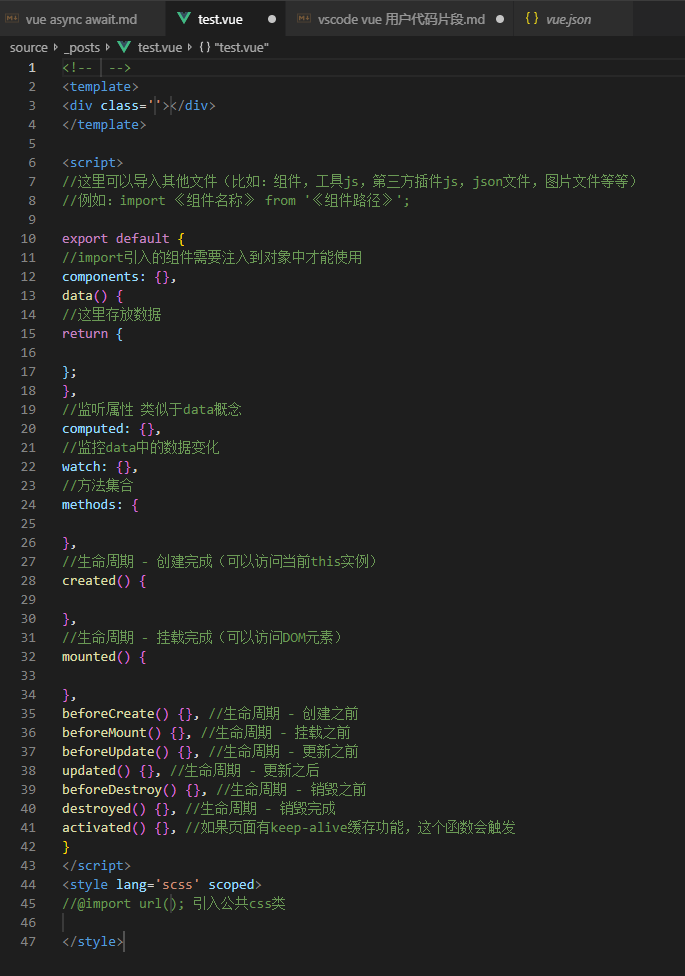 vue async await.md test.vue vscode vue 用户代码片段.md {} vue.json
source > _posts > test.vue > {} "test.vue"
1 <!-- -->
2 <template>
3 <div class=''></div>
4 </template>
5
6 <script>
7 //这里可以导入其他文件（比如：组件，工具js，第三方插件js，json文件，图片文件等等）
8 //例如：import 《组件名称》 from '《组件路径》';
9
10 export default {
11 //import引入的组件需要注入到对象中才能使用
12 components: {},
13 data() {
14 //这里存放数据
15 return {
16
17 };
18 },
19 //监听属性 类似于data概念
20 computed: {},
21 //监控data中的数据变化
22 watch: {},
23 //方法集合
24 methods: {
25
26 },
27 //生命周期 - 创建完成（可以访问当前this实例）
28 created() {
29
30 },
31 //生命周期 - 挂载完成（可以访问DOM元素）
32 mounted() {
33
34 },
35 beforeCreate() {}, //生命周期 - 创建之前
36 beforeMount() {}, //生命周期 - 挂载之前
37 beforeUpdate() {}, //生命周期 - 更新之前
38 updated() {}, //生命周期 - 更新之后
39 beforeDestroy() {}, //生命周期 - 销毁之前
40 destroyed() {}, //生命周期 - 销毁完成
41 activated() {}, //如果页面有keep-alive缓存功能，这个函数会触发
42 }
43 </script>
44 <style lang='scss' scoped>
45 //@import url(); 引入公共css类
46
47 </style>